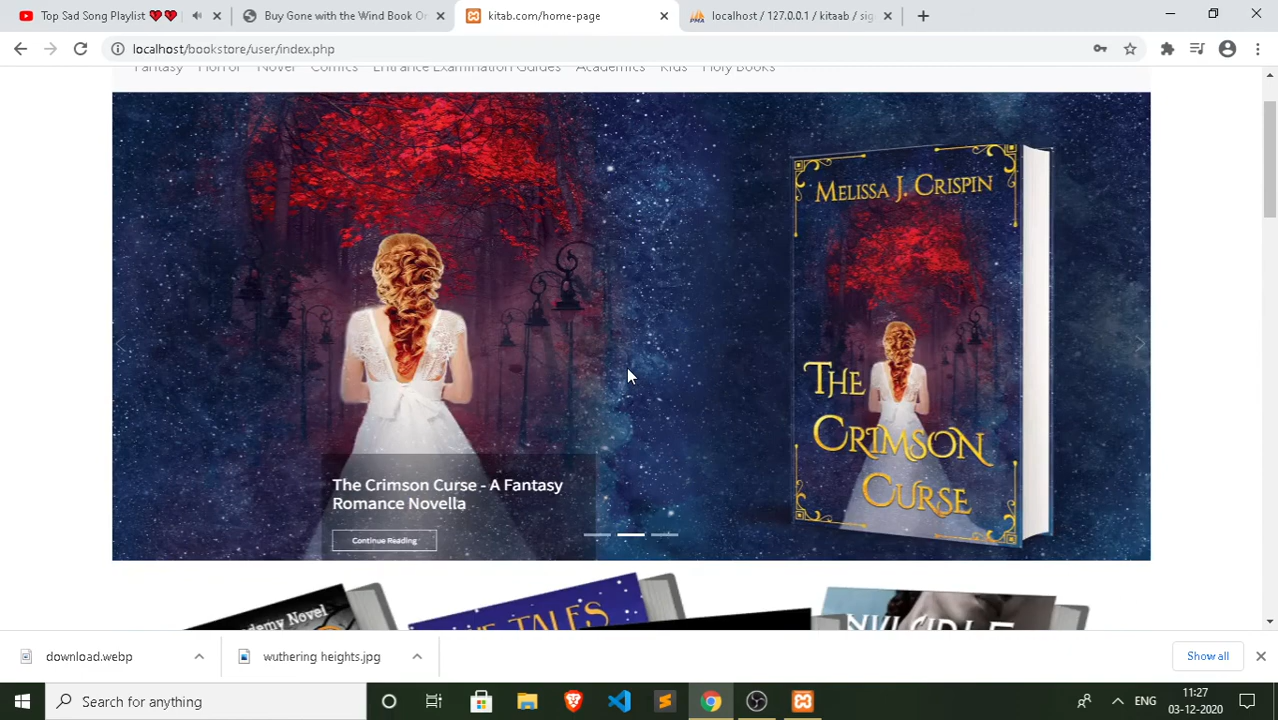 Top Sad Song Playlist
Buy Gone with the Wind Book On
kitab.com/home-page
localhost / 127.0.0.1 / kitaab / sig
localhost/bookstore/user/index.php
Fantasy Horror Novel Comics Entrance Examination Guides Academics Kids Holy Books
MELISSA J. CRISPIN
THE
CRIMSON
CURSE
The Crimson Curse - A Fantasy
Romance Novella
Continue Reading
demy Novel
TALES
download.webp
wuthering heights.jpg
Show all
Search for anything
ENG
11:27
03-12-2020